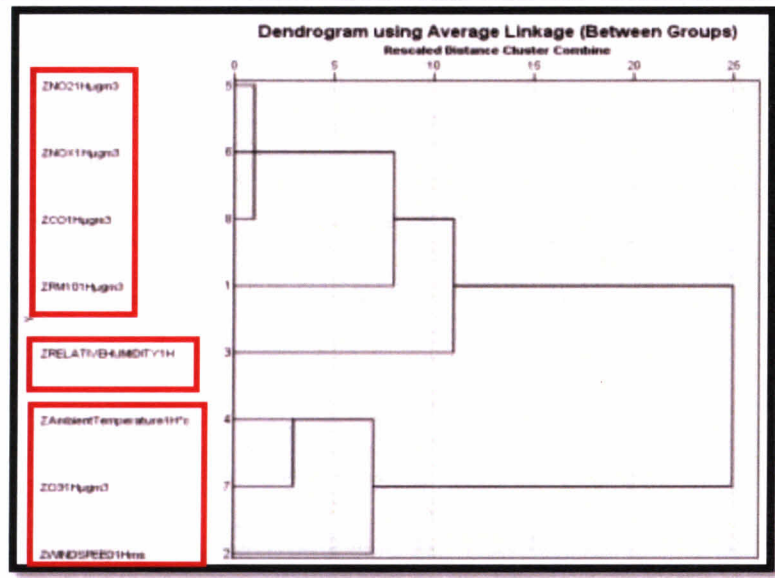 Dendrogram using Average Linkage (Between Groups)
Rescaled Distance Cluster Combine
0 5 10 15 20 25
ZNO21Hµgm3 5
ZNOX1Hµgm3 6
ZCO1Hµgm3 8
ZRM101Hµgm3 1
Y
ZRELATIVEHUMIDITY1H 3
ZAmbientTemperature1H°c 4
ZO31Hµgm3 7
ZWINDSPEED1Hms 2